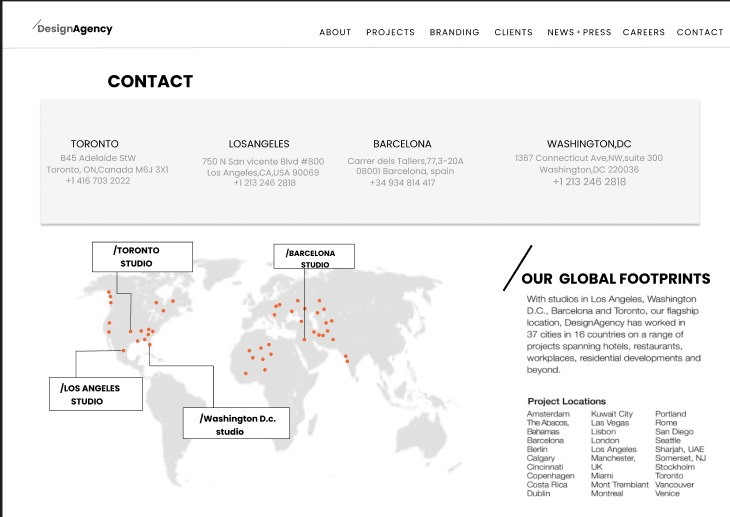 DesignAgency
ABOUT PROJECTS BRANDING CLIENTS NEWS + PRESS CAREERS CONTACT
CONTACT
TORONTO
B45 Adelaide StW
Toronto, ON,Canada M6J 3X1
+1 416 703 2022
LOSANGELES
750 N San vicente Blvd #800
Los Angeles,CA,USA 90069
+1 213 246 2818
BARCELONA
Carrer dels Tallers,77,3-20A
08001 Barcelona, spain
+34 934 814 417
WASHINGTON,DC
1367 Connecticut Ave,NW,suite 300
Washington,DC 220036
+1 213 246 2818
/TORONTO
STUDIO
/BARCELONA
STUDIO
/LOS ANGELES
STUDIO
/Washington D.c.
studio
OUR GLOBAL FOOTPRINTS
With studios in Los Angeles, Washington
D.C., Barcelona and Toronto, our flagship
location, DesignAgency has worked in
37 cities in 16 countries on a range of
projects spanning hotels, restaurants,
workplaces, residential developments and
beyond.
Project Locations
Amsterdam
The Abacos,
Bahamas
Barcelona
Berlin
Calgary
Cincinnati
Copenhagen
Costa Rica
Dublin
Kuwait City
Las Vegas
Lisbon
London
Los Angeles
Manchester,
UK
Miami
Mont Trembiant
Montreal
Portland
Rome
San Diego
Seattle
Sharjah, UAE
Somerset, NJ
Stockholm
Toronto
Vancouver
Venice